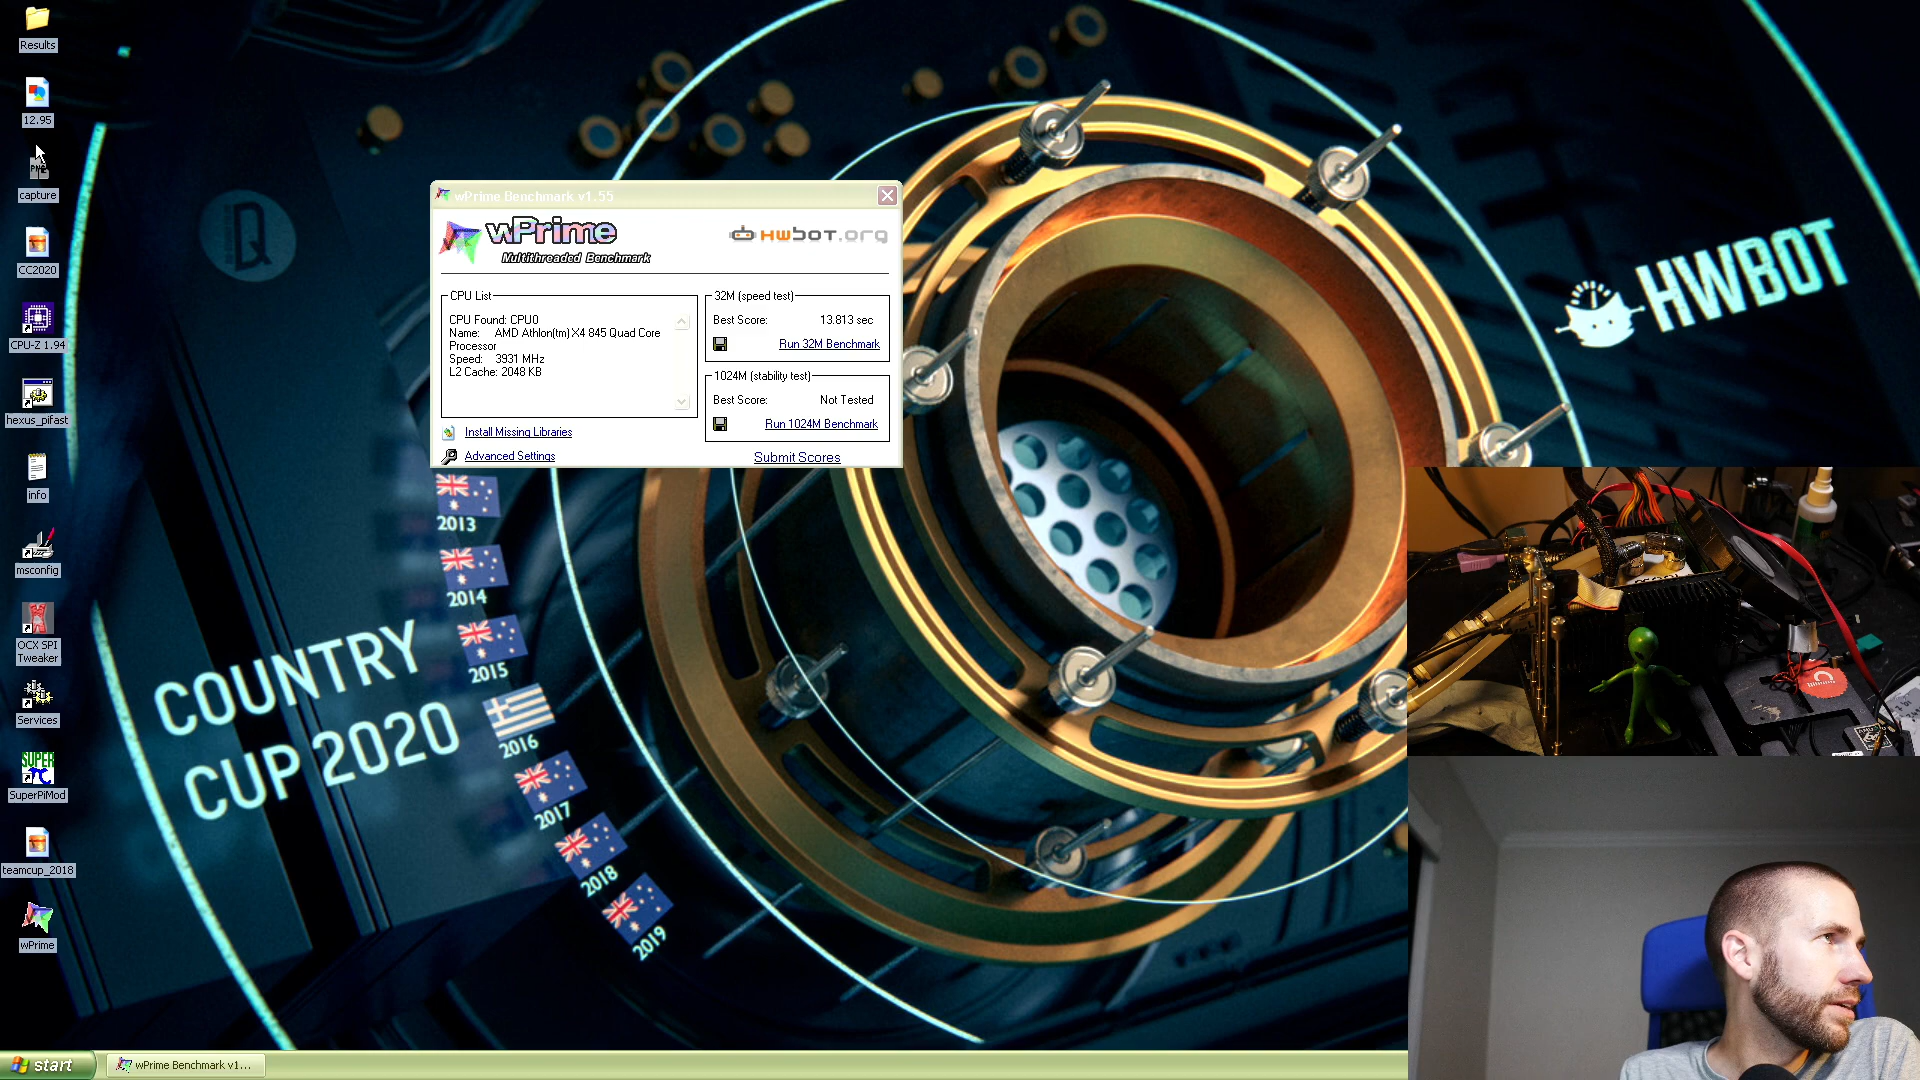 Results
12.95
capture
CC2020
CPU-Z 1.94
hexus_pifast
info
msconfig
OCX SPI
Tweaker
Services
SUPER
SuperPiMod
teamcup_2018
wPrime
wPrime Benchmark v1.55
wPrime
Multithreaded Benchmark
HWBOT.org
CPU List
CPU Found: CPU0
Name: AMD Athlon(tm) X4 845 Quad Core
Processor
Speed: 3931 MHz
L2 Cache: 2048 KB
Install Missing Libraries
Advanced Settings
32M (speed test)
Best Score: 13.813 sec
Run 32M Benchmark
1024M (stability test)
Best Score: Not Tested
Run 1024M Benchmark
Submit Scores
HWBOT
COUNTRY
CUP 2020
2013
2014
2015
2016
2017
2018
2019
start
wPrime Benchmark v1...